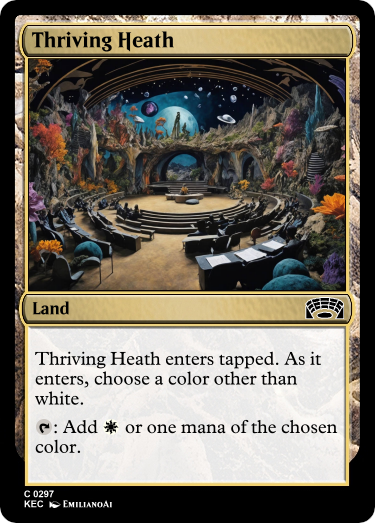 Thriving Heath
Land
Thriving Heath enters tapped. As it
enters, choose a color other than
white.
: Add or one mana of the chosen
color.
C 0297
KEC EmilianoAi